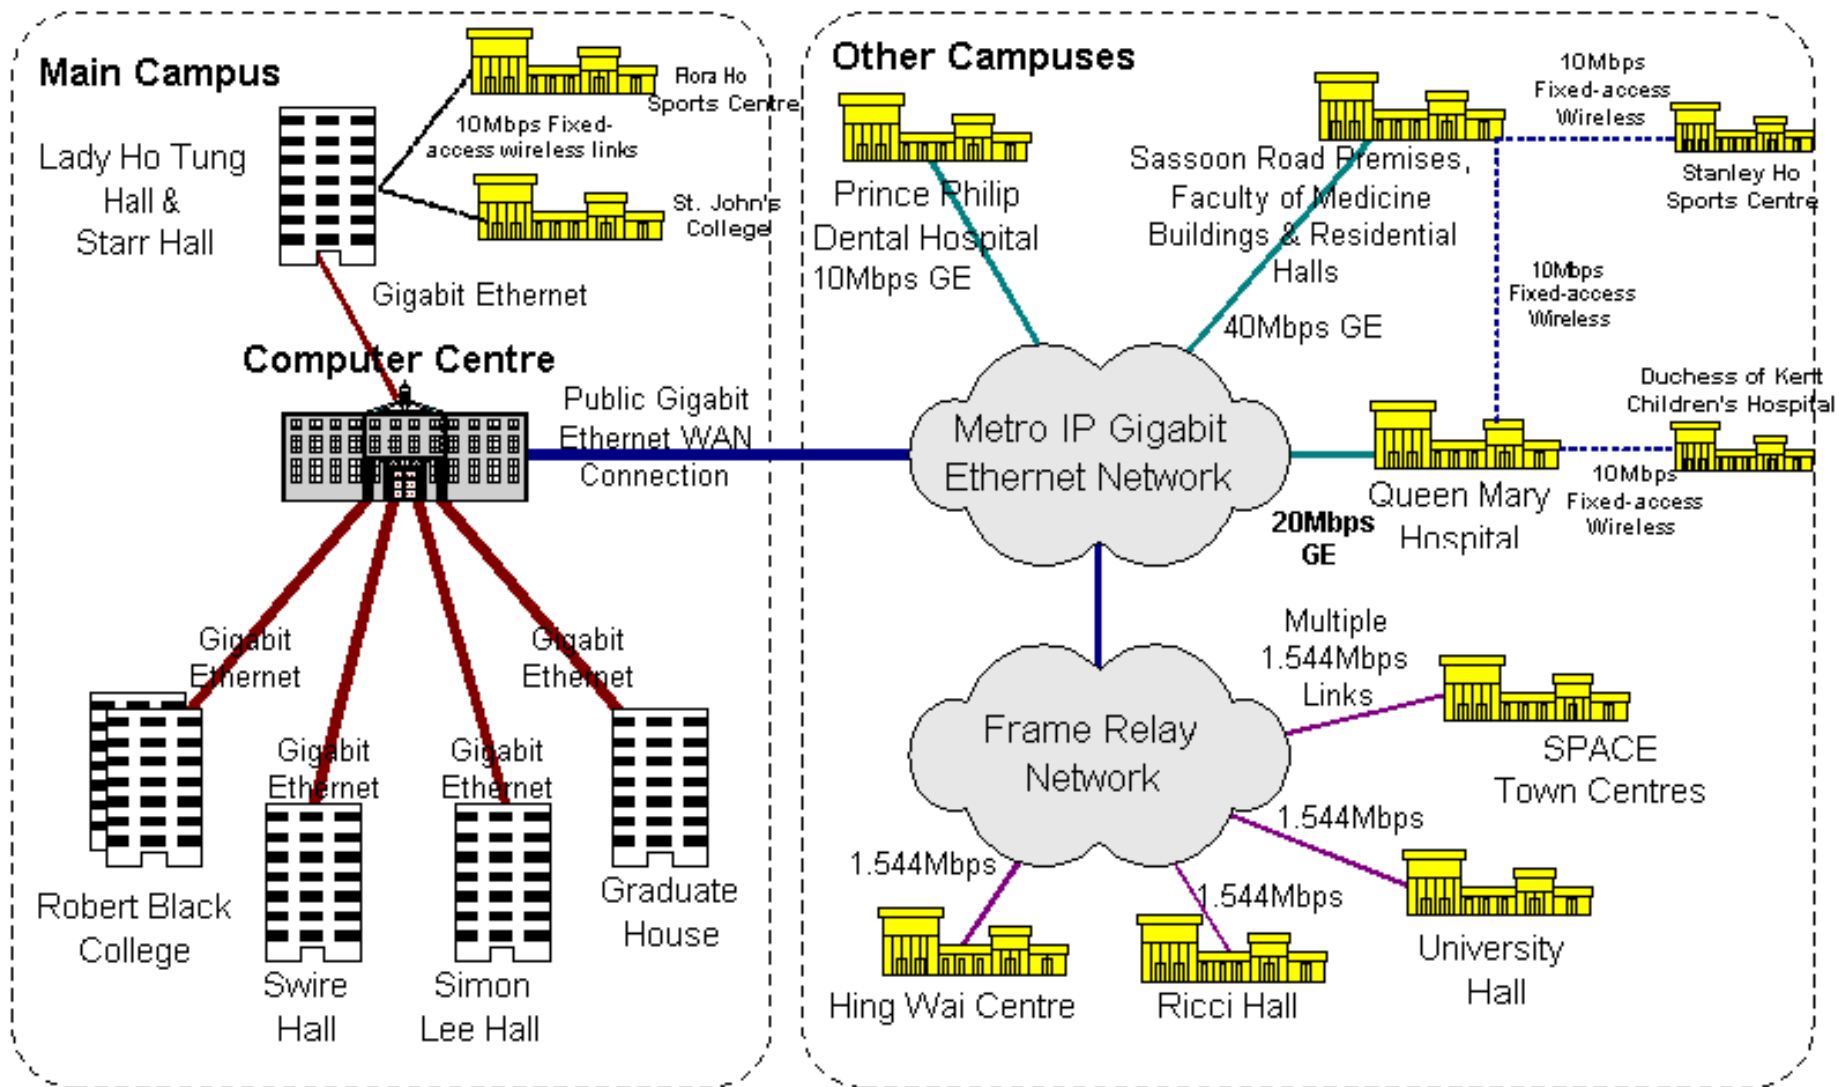 Main Campus
Flora Ho
Sports Centre
10Mbps Fixed-
access wireless links
Lady Ho Tung
Hall &
Starr Hall
St. John's
College
Gigabit Ethernet
Computer Centre
Public Gigabit
Ethernet WAN
Connection
Gigabit
Ethernet
Gigabit
Ethernet
Gigabit
Ethernet
Gigabit
Ethernet
Robert Black
College
Swire
Hall
Simon
Lee Hall
Graduate
House
Other Campuses
Prince Philip
Dental Hospital
10Mbps GE
Sassoon Road Premises,
Faculty of Medicine
Buildings & Residential
Halls
40Mbps GE
10Mbps
Fixed-access
Wireless
Stanley Ho
Sports Centre
10Mbps
Fixed-access
Wireless
Duchess of Kent
Children's Hospital
Metro IP Gigabit
Ethernet Network
Queen Mary
Hospital
20Mbps
GE
10Mbps
Fixed-access
Wireless
Multiple
1.544Mbps
Links
Frame Relay
Network
SPACE
Town Centres
1.544Mbps
1.544Mbps
1.544Mbps
University
Hall
Hing Wai Centre
Ricci Hall